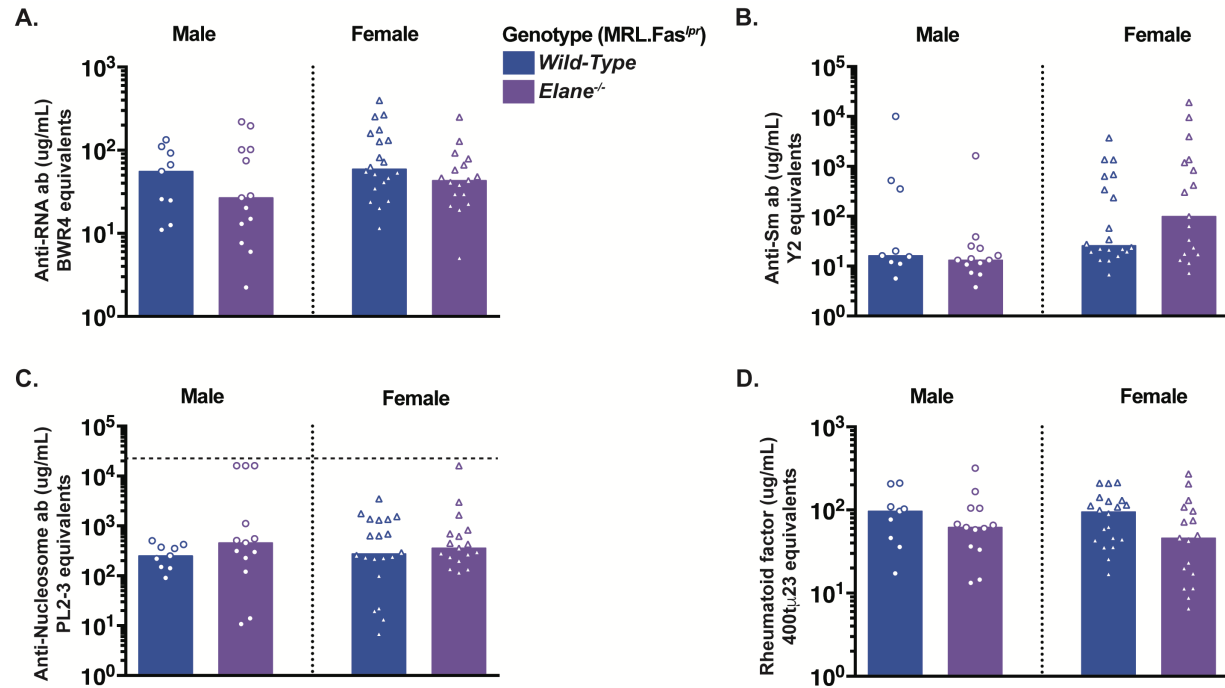 A.
Male Female
Genotype (MRL.Fas^lpr)
Wild-Type
Elane^-/-
Anti-RNA ab (ug/mL)
BWR4 equivalents
10^3
10^2
10^1
10^0
B.
Male Female
Anti-Sm ab (ug/mL)
Y2 equivalents
10^5
10^4
10^3
10^2
10^1
10^0
C.
Male Female
Anti-Nucleosome ab (ug/mL)
PL2-3 equivalents
10^5
10^4
10^3
10^2
10^1
10^0
D.
Male Female
Rheumatoid factor (ug/mL)
400tμ23 equivalents
10^3
10^2
10^1
10^0